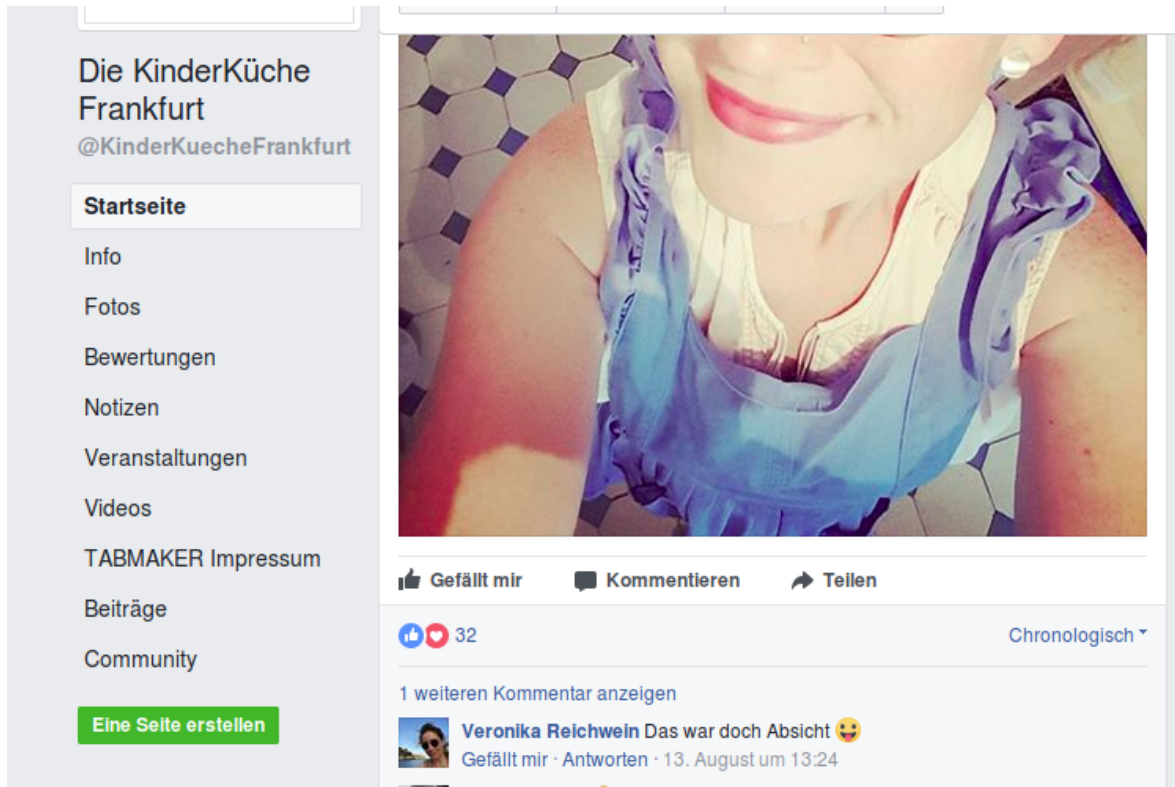 Die KinderKüche
Frankfurt
@KinderKuecheFrankfurt
Startseite
Info
Fotos
Bewertungen
Notizen
Veranstaltungen
Videos
TABMAKER Impressum
Beiträge
Community
Eine Seite erstellen
Gefällt mir Kommentieren Teilen
32 Chronologisch
1 weiteren Kommentar anzeigen
Veronika Reichwein Das war doch Absicht 😛
Gefällt mir · Antworten · 13. August um 13:24